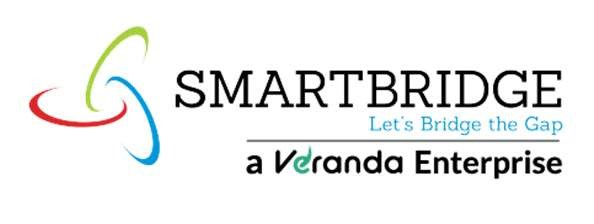 SMARTBRIDGE
Let's Bridge the Gap
a Veranda Enterprise